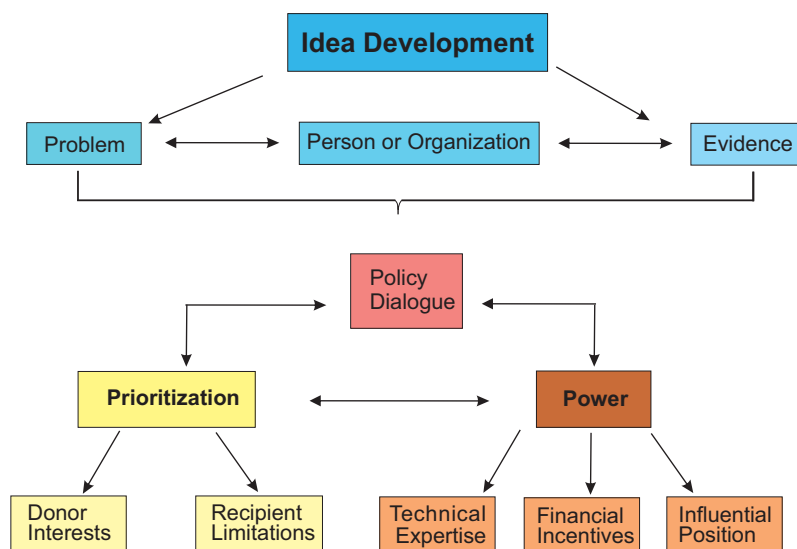 Idea Development
Problem
Person or Organization
Evidence
Policy
Dialogue
Prioritization
Power
Donor
Interests
Recipient
Limitations
Technical
Expertise
Financial
Incentives
Influential
Position